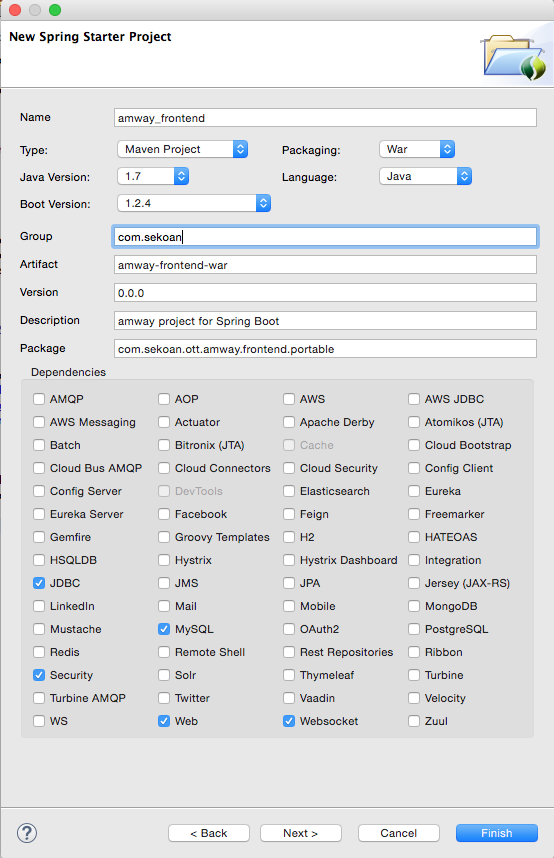 New Spring Starter Project
Name amway_frontend
Type: Maven Project Packaging: War
Java Version: 1.7 Language: Java
Boot Version: 1.2.4
Group com.sekoan
Artifact amway-frontend-war
Version 0.0.0
Description amway project for Spring Boot
Package com.sekoan.ott.amway.frontend.portable
Dependencies
AMQP AOP AWS AWS JDBC
AWS Messaging Actuator Apache Derby Atomikos (JTA)
Batch Bitronix (JTA) Cache Cloud Bootstrap
Cloud Bus AMQP Cloud Connectors Cloud Security Config Client
Config Server DevTools Elasticsearch Eureka
Eureka Server Facebook Feign Freemarker
Gemfire Groovy Templates H2 HATEOAS
HSQLDB Hystrix Hystrix Dashboard Integration
JDBC JMS JPA Jersey (JAX-RS)
LinkedIn Mail Mobile MongoDB
Mustache MySQL OAuth2 PostgreSQL
Redis Remote Shell Rest Repositories Ribbon
Security Solr Thymeleaf Turbine
Turbine AMQP Twitter Vaadin Velocity
WS Web Websocket Zuul
? < Back Next > Cancel Finish